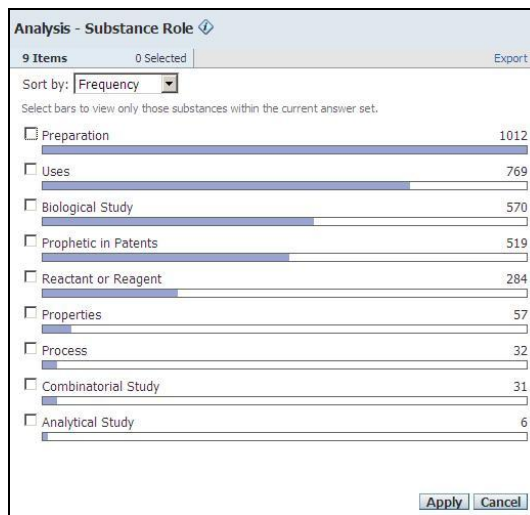 Analysis - Substance Role
9 Items 0 Selected Export
Sort by: Frequency
Select bars to view only those substances within the current answer set.
Preparation 1012
Uses 769
Biological Study 570
Prophetic in Patents 519
Reactant or Reagent 284
Properties 57
Process 32
Combinatorial Study 31
Analytical Study 6
Apply Cancel